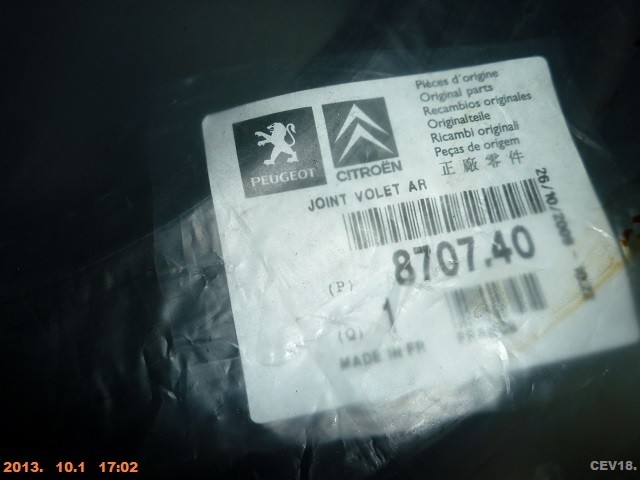 PEUGEOT
CITROËN
Pièces d'origine
Original parts
Recambios originales
Originalteile
Ricambi originali
Peças de origem
正廠零件
JOINT VOLET AR
26/10/2009
(P) 8707.40
(Q) 1
MADE IN FR
2013. 10.1 17:02
CEV18.